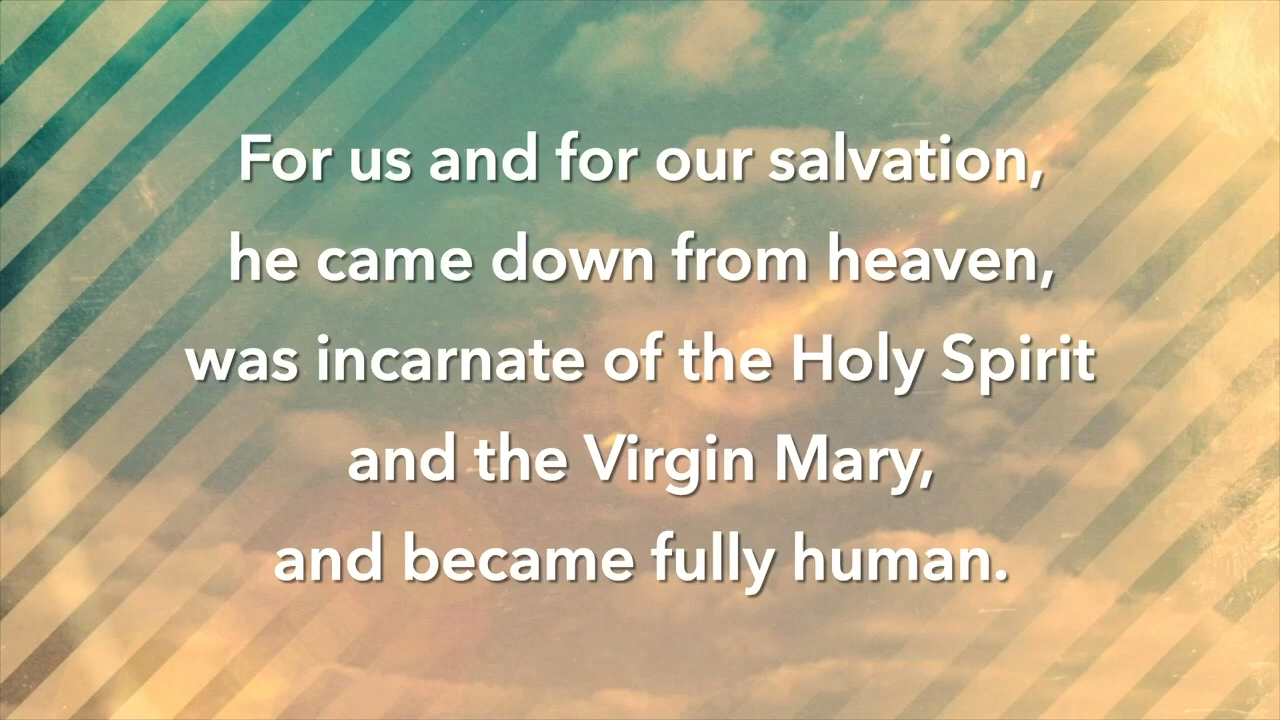 For us and for our salvation,
he came down from heaven,
was incarnate of the Holy Spirit
and the Virgin Mary,
and became fully human.